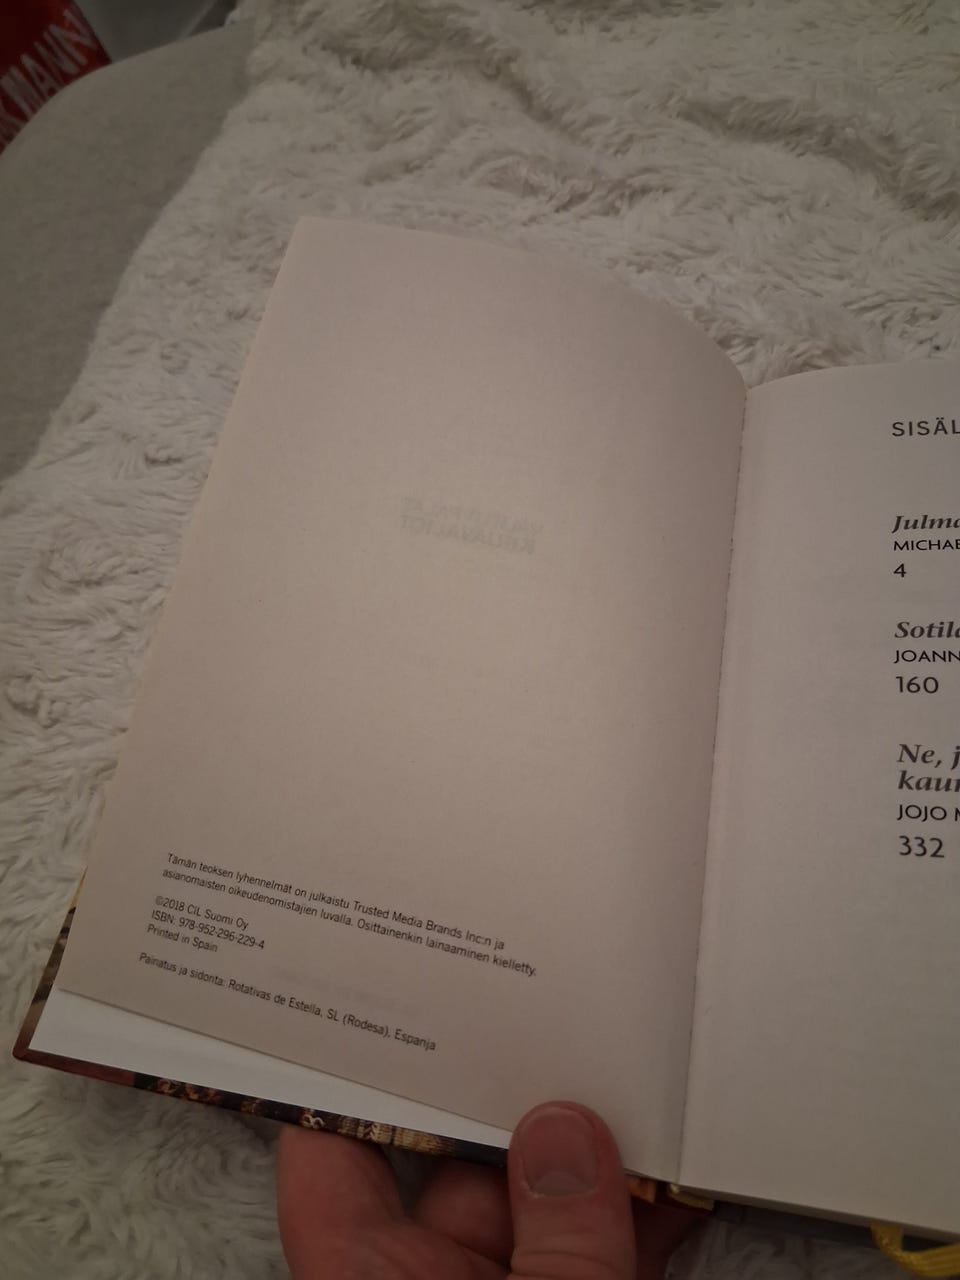 Tämän teoksen lyhennelmät on julkaistu Trusted Media Brands Inc:n ja
asianomaisten oikeudenomistajien luvalla. Osittainenkin lainaaminen kielletty.
©2018 CIL Suomi Oy
ISBN: 978-952-296-229-4
Printed in Spain
Painatus ja sidonta: Rotativas de Estella, SL (Rodesa), Espanja
SISÄL
Julma
MICHAE
4
Sotila
JOANN
160
Ne, j
kaun
JOJO M
332